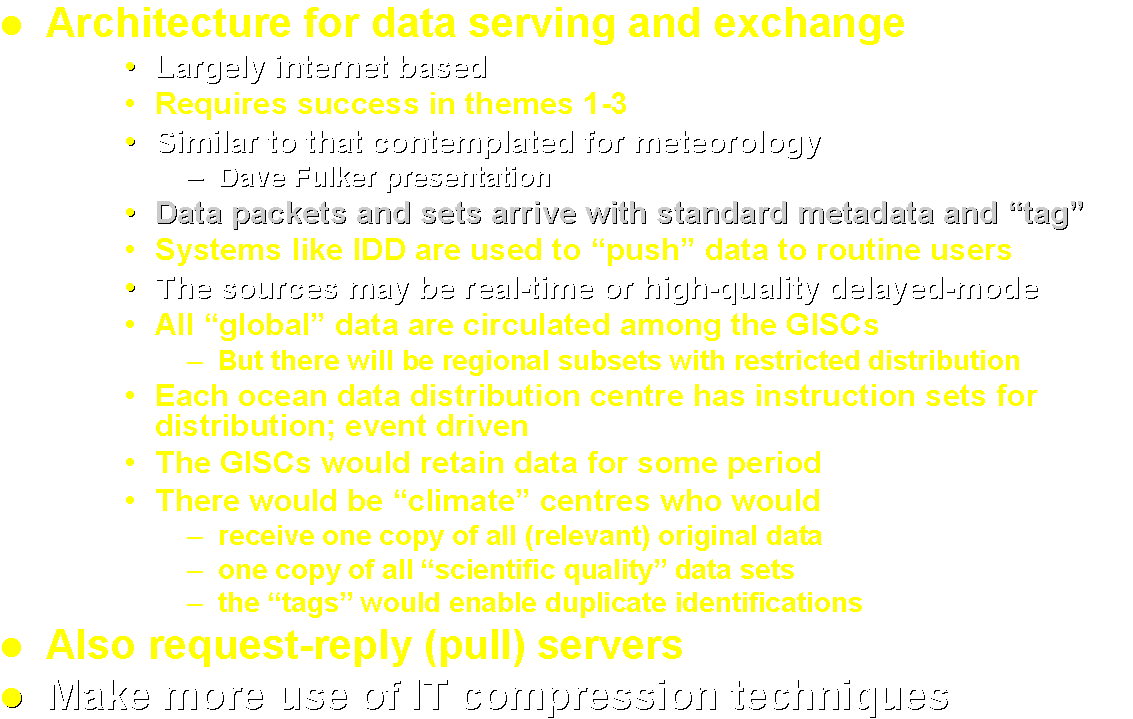 ● Architecture for data serving and exchange
• Largely internet based
• Requires success in themes 1-3
• Similar to that contemplated for meteorology
– Dave Fulker presentation
• Data packets and sets arrive with standard metadata and “tag”
• Systems like IDD are used to “push” data to routine users
• The sources may be real-time or high-quality delayed-mode
• All “global” data are circulated among the GISCs
– But there will be regional subsets with restricted distribution
• Each ocean data distribution centre has instruction sets for
distribution; event driven
• The GISCs would retain data for some period
• There would be “climate” centres who would
– receive one copy of all (relevant) original data
– one copy of all “scientific quality” data sets
– the “tags” would enable duplicate identifications
● Also request-reply (pull) servers
● Make more use of IT compression techniques